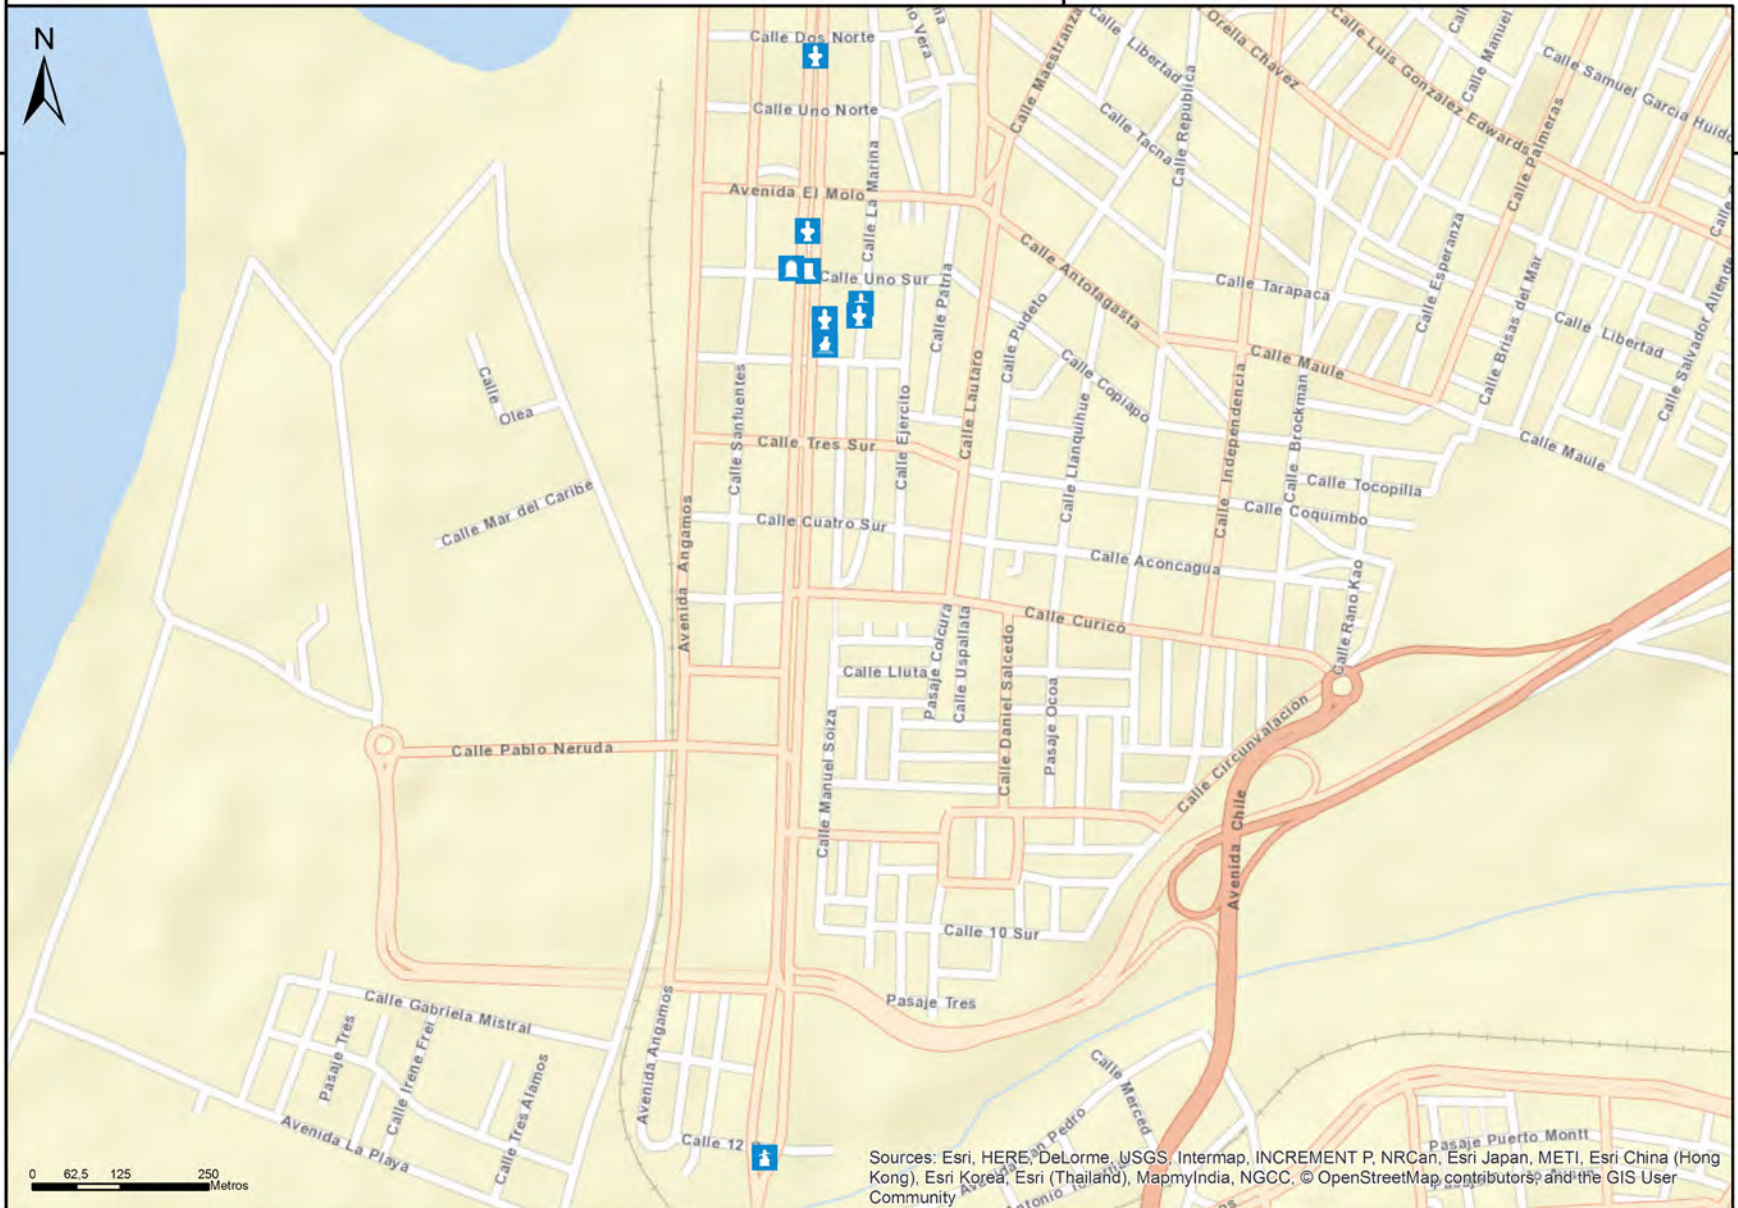 N
Calle Dos Norte
Calle Uno Norte
Vera
Calle La Marina
Calle Maestranza
Calle Libertad
Calle Tacna
Calle Republica
Orella Chavez
Calle Luis Gonzalez Edwards
Calle Manuel
Calle Samuel Garcia Huido
Calle Palmeras
Avenida El Molo
Calle Uno Sur
Calle Patria
Calle Antofagasta
Calle Pudeto
Calle Tarapaca
Calle Esperanza
Calle Brisas del Mar
Calle Libertad
Calle Salvador Allende
Calle Olea
Calle Sanfuentes
Calle Ejercito
Calle Lautaro
Calle Copiapo
Calle Llanquihue
Calle Maule
Calle Independencia
Calle Brockman
Calle Maule
Calle Tres Sur
Calle Tocopilla
Calle Coquimbo
Calle Mar del Caribe
Calle Cuatro Sur
Calle Aconcagua
Avenida Angamos
Calle Curico
Calle Rano Kao
Calle Lluta
Pasaje Colcura
Calle Uspallata
Calle Daniel Salcedo
Pasaje Ocoa
Calle Manuel Soiza
Calle Circunvalación
Calle Pablo Neruda
Avenida Chile
Calle 10 Sur
Pasaje Tres
Calle Gabriela Mistral
Pasaje Tres
Calle Irene Frei
Calle Tres Alamos
Avenida La Playa
Avenida Angamos
Calle 12
Calle Merced
Avenida San Pedro
Pasaje Puerto Montt
0 62,5 125 250
Metros
Sources: Esri, HERE, DeLorme, USGS, Intermap, INCREMENT P, NRCan, Esri Japan, METI, Esri China (Hong
Kong), Esri Korea, Esri (Thailand), MapmyIndia, NGCC, © OpenStreetMap contributors, and the GIS User
Community